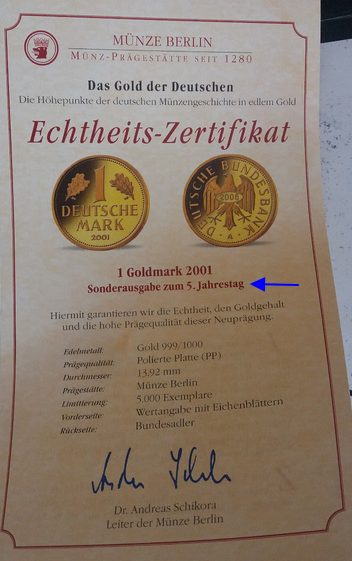 MÜNZE BERLIN
MÜNZ-PRÄGESTÄTTE SEIT 1280
Das Gold der Deutschen
Die Höhepunkte der deutschen Münzengeschichte in edlem Gold
Echtheits-Zertifikat
1
DEUTSCHE
MARK
2001
DEUTSCHE BUNDESBANK
2006
A
1 Goldmark 2001
Sonderausgabe zum 5. Jahrestag
Hiermit garantieren wir die Echtheit, den Goldgehalt
und die hohe Prägequalität dieser Neuprägung.
Edelmetall: Gold 999/1000
Prägequalität: Polierte Platte (PP)
Durchmesser: 13,92 mm
Prägestätte: Münze Berlin
Limitierung: 5.000 Exemplare
Vorderseite: Wertangabe mit Eichenblättern
Rückseite: Bundesadler
Dr. Andreas Schikora
Leiter der Münze Berlin